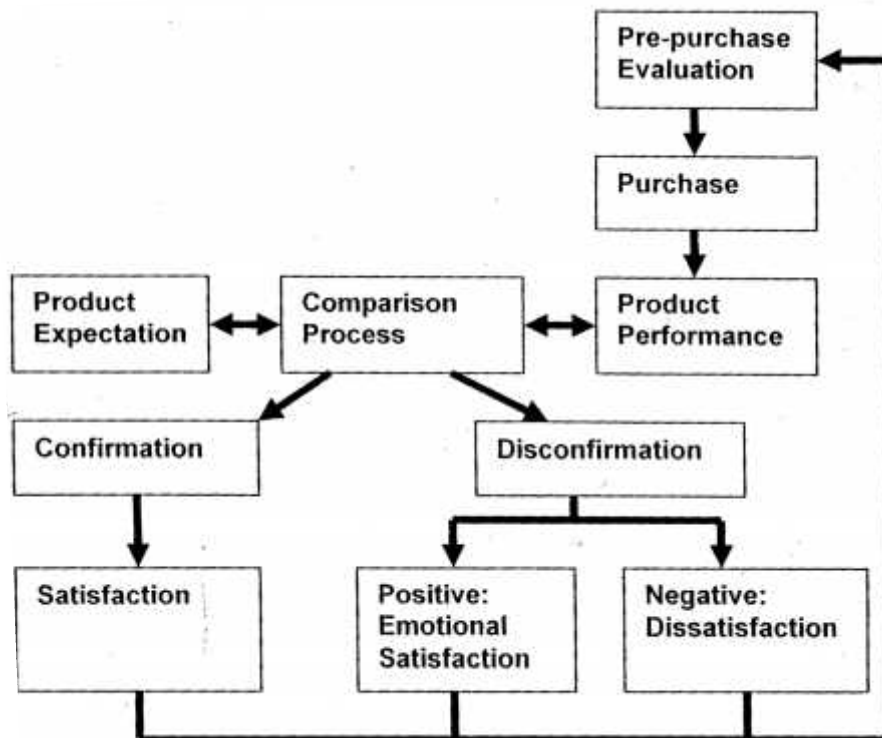 Pre-purchase
Evaluation
Purchase
Product
Expectation
Comparison
Process
Product
Performance
Confirmation
Disconfirmation
Satisfaction
Positive:
Emotional
Satisfaction
Negative:
Dissatisfaction